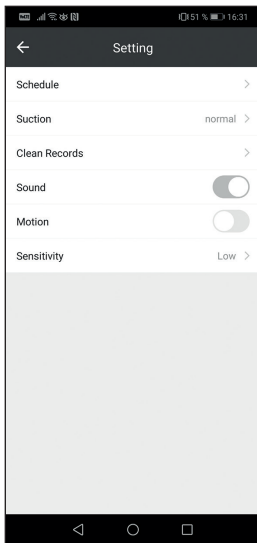 51 % 16:31
Setting
Schedule
Suction normal
Clean Records
Sound
Motion
Sensitivity Low